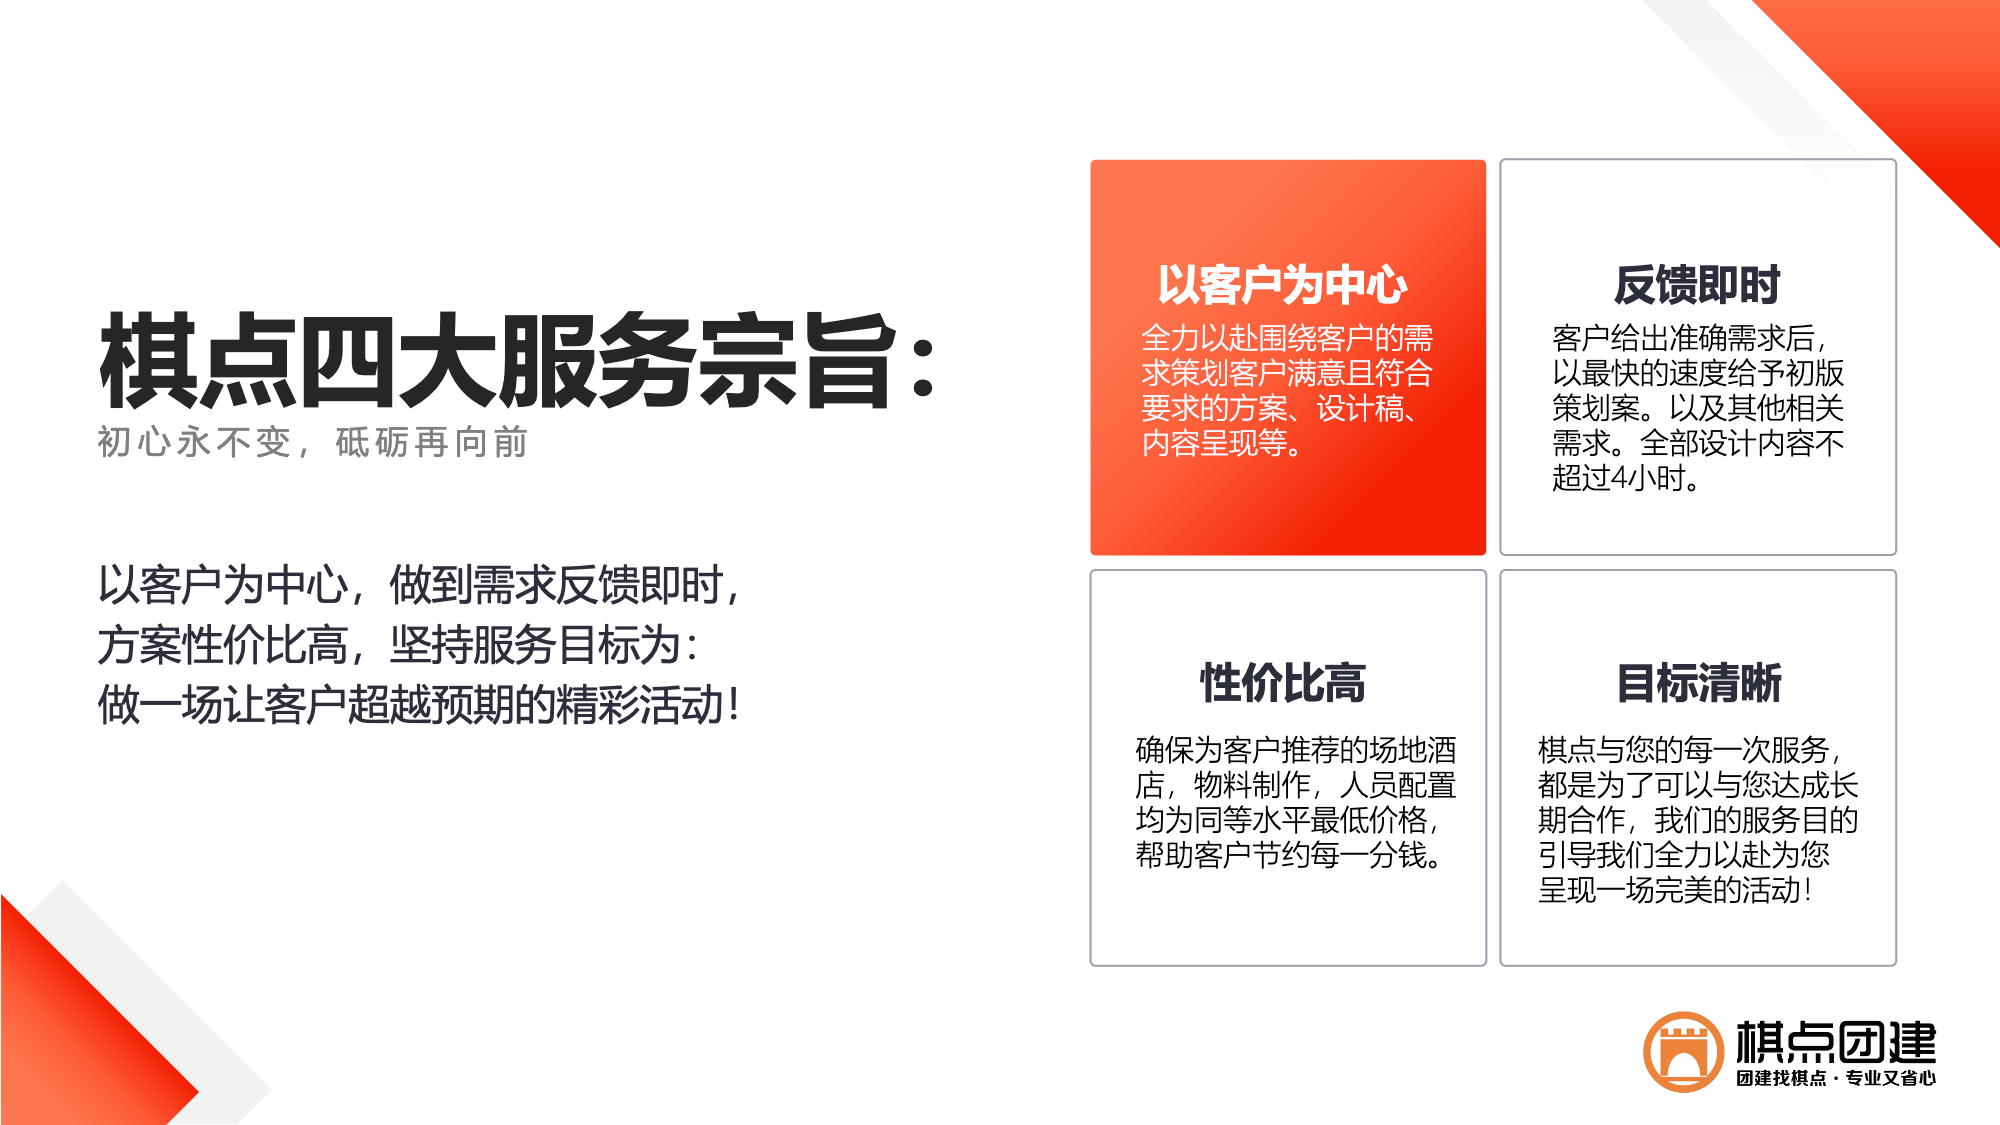 棋点四大服务宗旨：
初心永不变，砥砺再向前
以客户为中心，做到需求反馈即时，
方案性价比高，坚持服务目标为：
做一场让客户超越预期的精彩活动！
以客户为中心
全力以赴围绕客户的需
求策划客户满意且符合
要求的方案、设计稿、
内容呈现等。
反馈即时
客户给出准确需求后，
以最快的速度给予初版
策划案。以及其他相关
需求。全部设计内容不
超过4小时。
性价比高
确保为客户推荐的场地酒
店，物料制作，人员配置
均为同等水平最低价格，
帮助客户节约每一分钱。
目标清晰
棋点与您的每一次服务，
都是为了可以与您达成长
期合作，我们的服务目的
引导我们全力以赴为您
呈现一场完美的活动！
棋点团建
团建找棋点·专业又省心